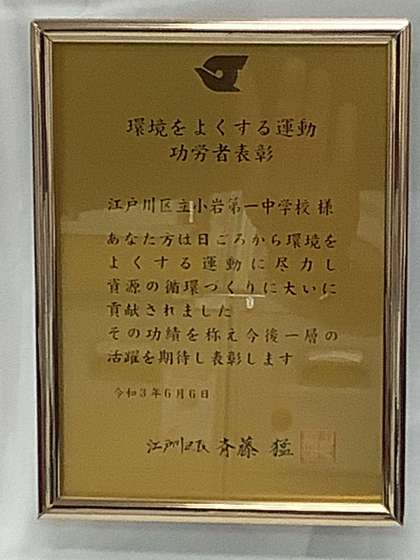 環境をよくする運動
功労者表彰
江戸川区立小岩第一中学校 様
あなた方は日ごろから環境を
よくする運動に尽力し
資源の循環づくりに大いに
貢献されました
その功績を称え今後一層の
活躍を期待し表彰します
令和3年6月6日
江戸川区長 斉藤 猛